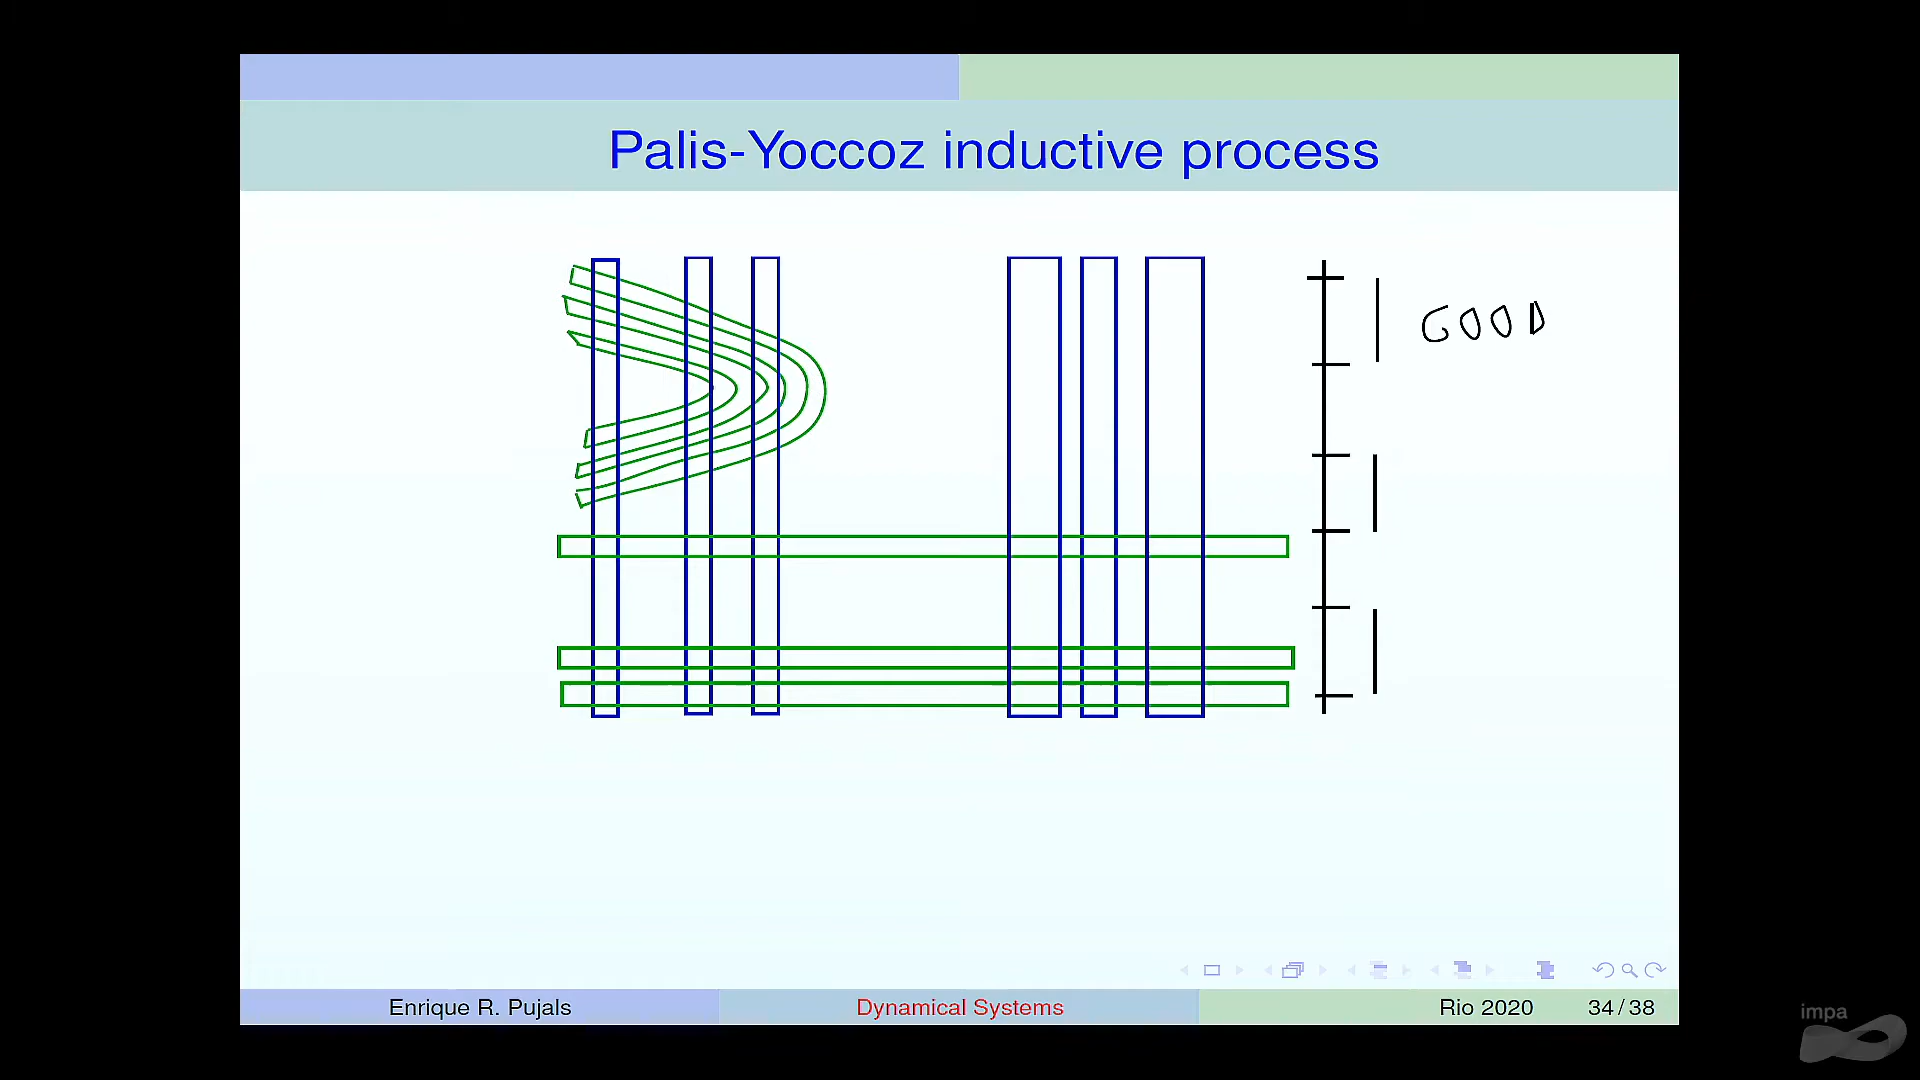 Palis-Yoccoz inductive process
GOOD
Enrique R. Pujals
Dynamical Systems
Rio 2020
34 / 38
impa